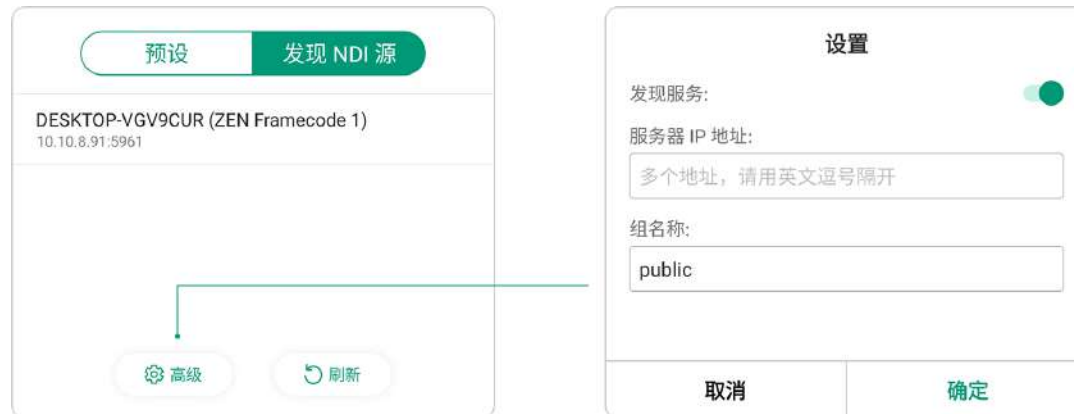 预设
发现 NDI 源
DESKTOP-VGV9CUR (ZEN Framecode 1)
10.10.8.91:5961
高级
刷新
设置
发现服务:
服务器 IP 地址:
多个地址，请用英文逗号隔开
组名称:
public
取消
确定